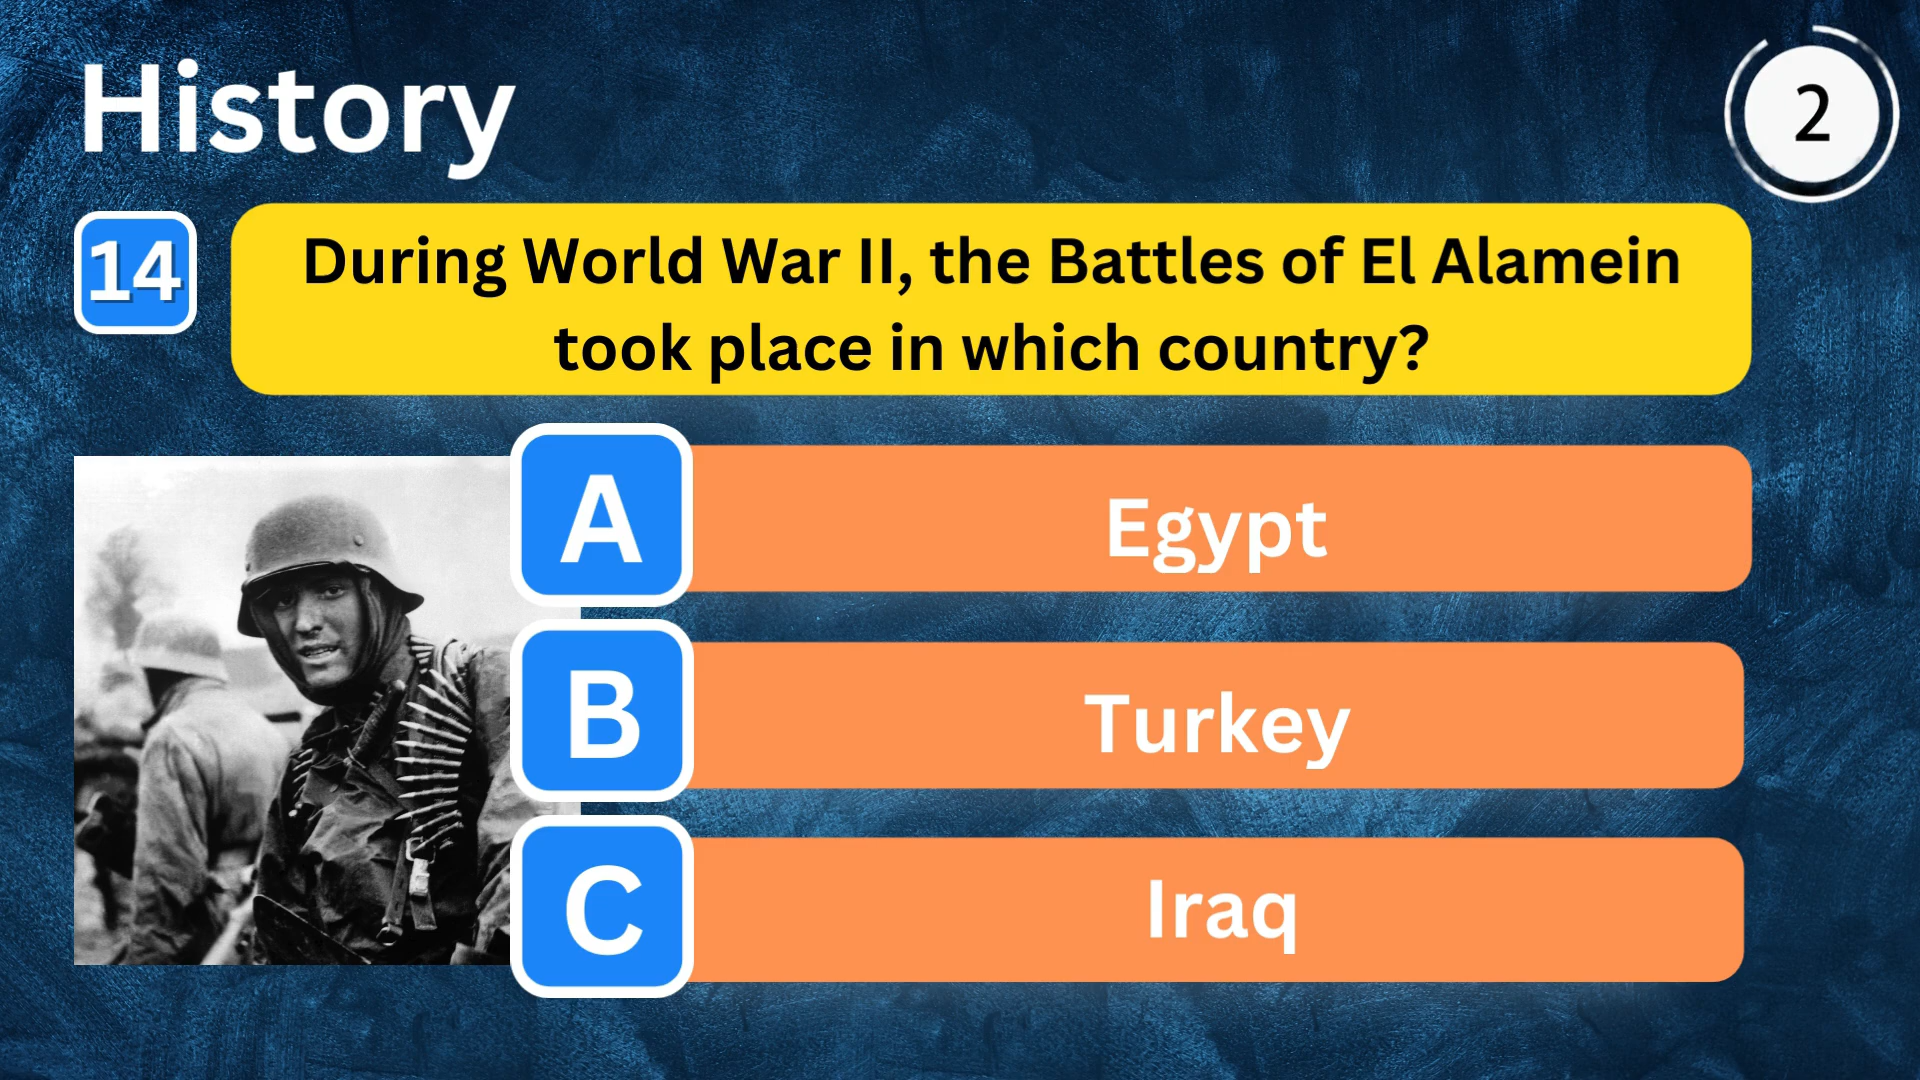 History
2
14
During World War II, the Battles of El Alamein
took place in which country?
A
Egypt
B
Turkey
C
Iraq